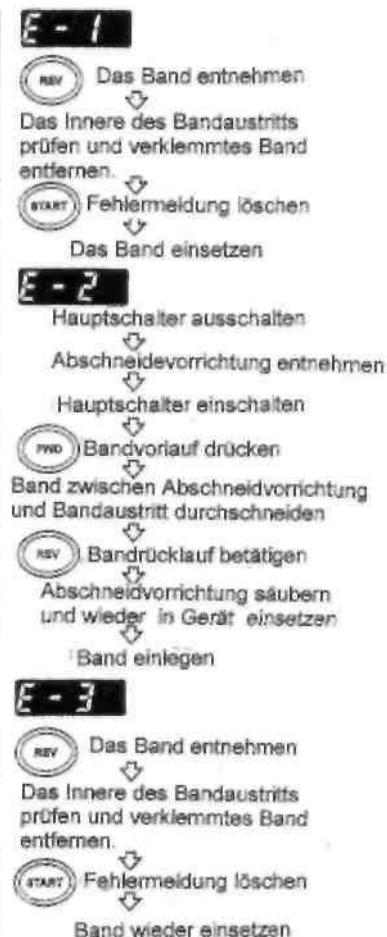 E - 1
REV Das Band entnehmen
Das Innere des Bandaustritts
prüfen und verklemmtes Band
entfernen.
START Fehlermeldung löschen
Das Band einsetzen
E - 2
Hauptschalter ausschalten
Abschneidevorrichtung entnehmen
Hauptschalter einschalten
FWD Bandvorlauf drücken
Band zwischen Abschneidvorrichtung
und Bandaustritt durchschneiden
REV Bandrücklauf betätigen
Abschneidvorrichtung säubern
und wieder in Gerät einsetzen
Band einlegen
E - 3
REV Das Band entnehmen
Das Innere des Bandaustritts
prüfen und verklemmtes Band
entfernen.
START Fehlermeldung löschen
Band wieder einsetzen